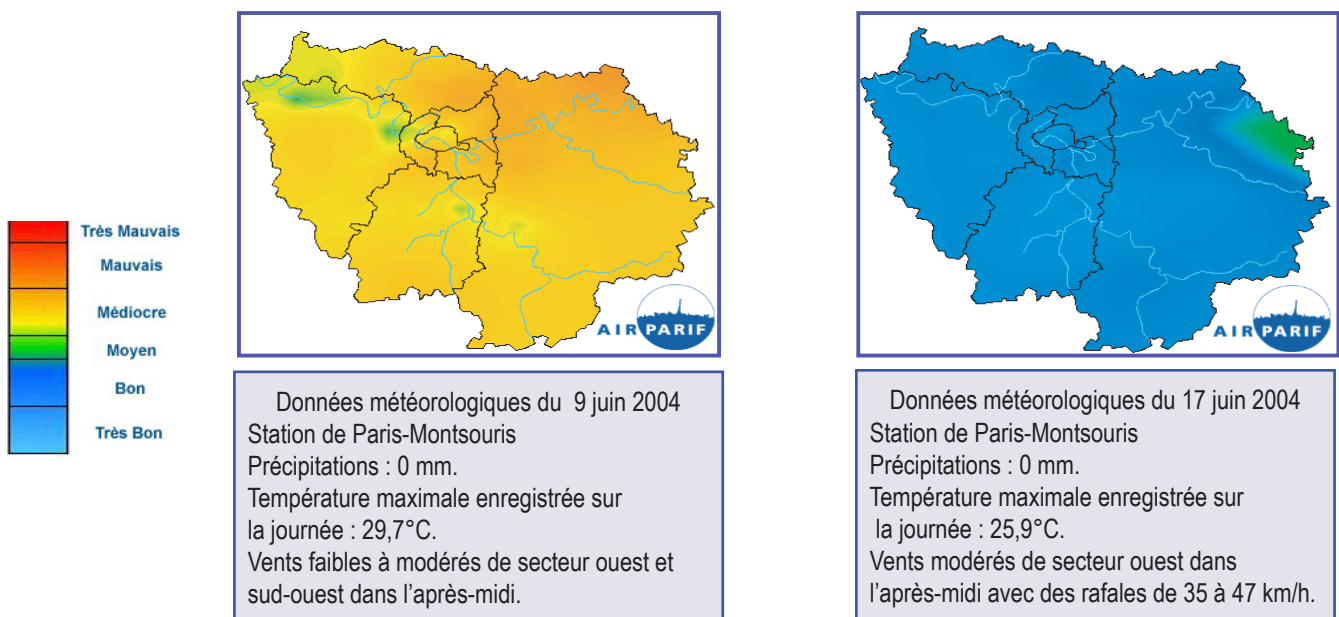 Très Mauvais
Mauvais
Médiocre
Moyen
Bon
Très Bon
AIRPARIF
Données météorologiques du 9 juin 2004
Station de Paris-Montsouris
Précipitations : 0 mm.
Température maximale enregistrée sur
la journée : 29,7°C.
Vents faibles à modérés de secteur ouest et
sud-ouest dans l'après-midi.
AIRPARIF
Données météorologiques du 17 juin 2004
Station de Paris-Montsouris
Précipitations : 0 mm.
Température maximale enregistrée sur
la journée : 25,9°C.
Vents modérés de secteur ouest dans
l'après-midi avec des rafales de 35 à 47 km/h.